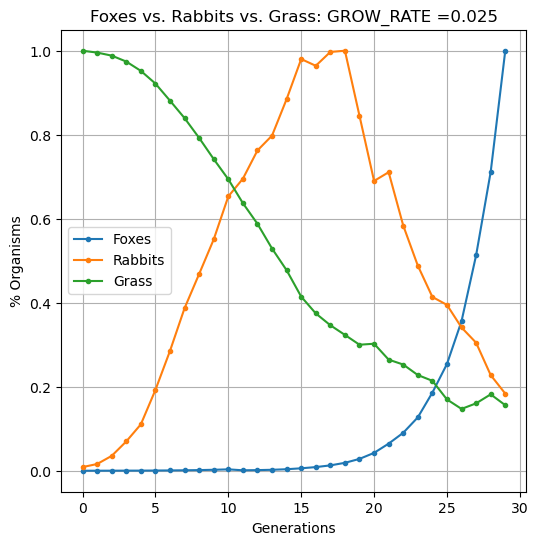 Foxes vs. Rabbits vs. Grass: GROW_RATE =0.025
1.0
0.8
0.6
0.4
0.2
0.0
% Organisms
Foxes
Rabbits
Grass
0 5 10 15 20 25 30
Generations